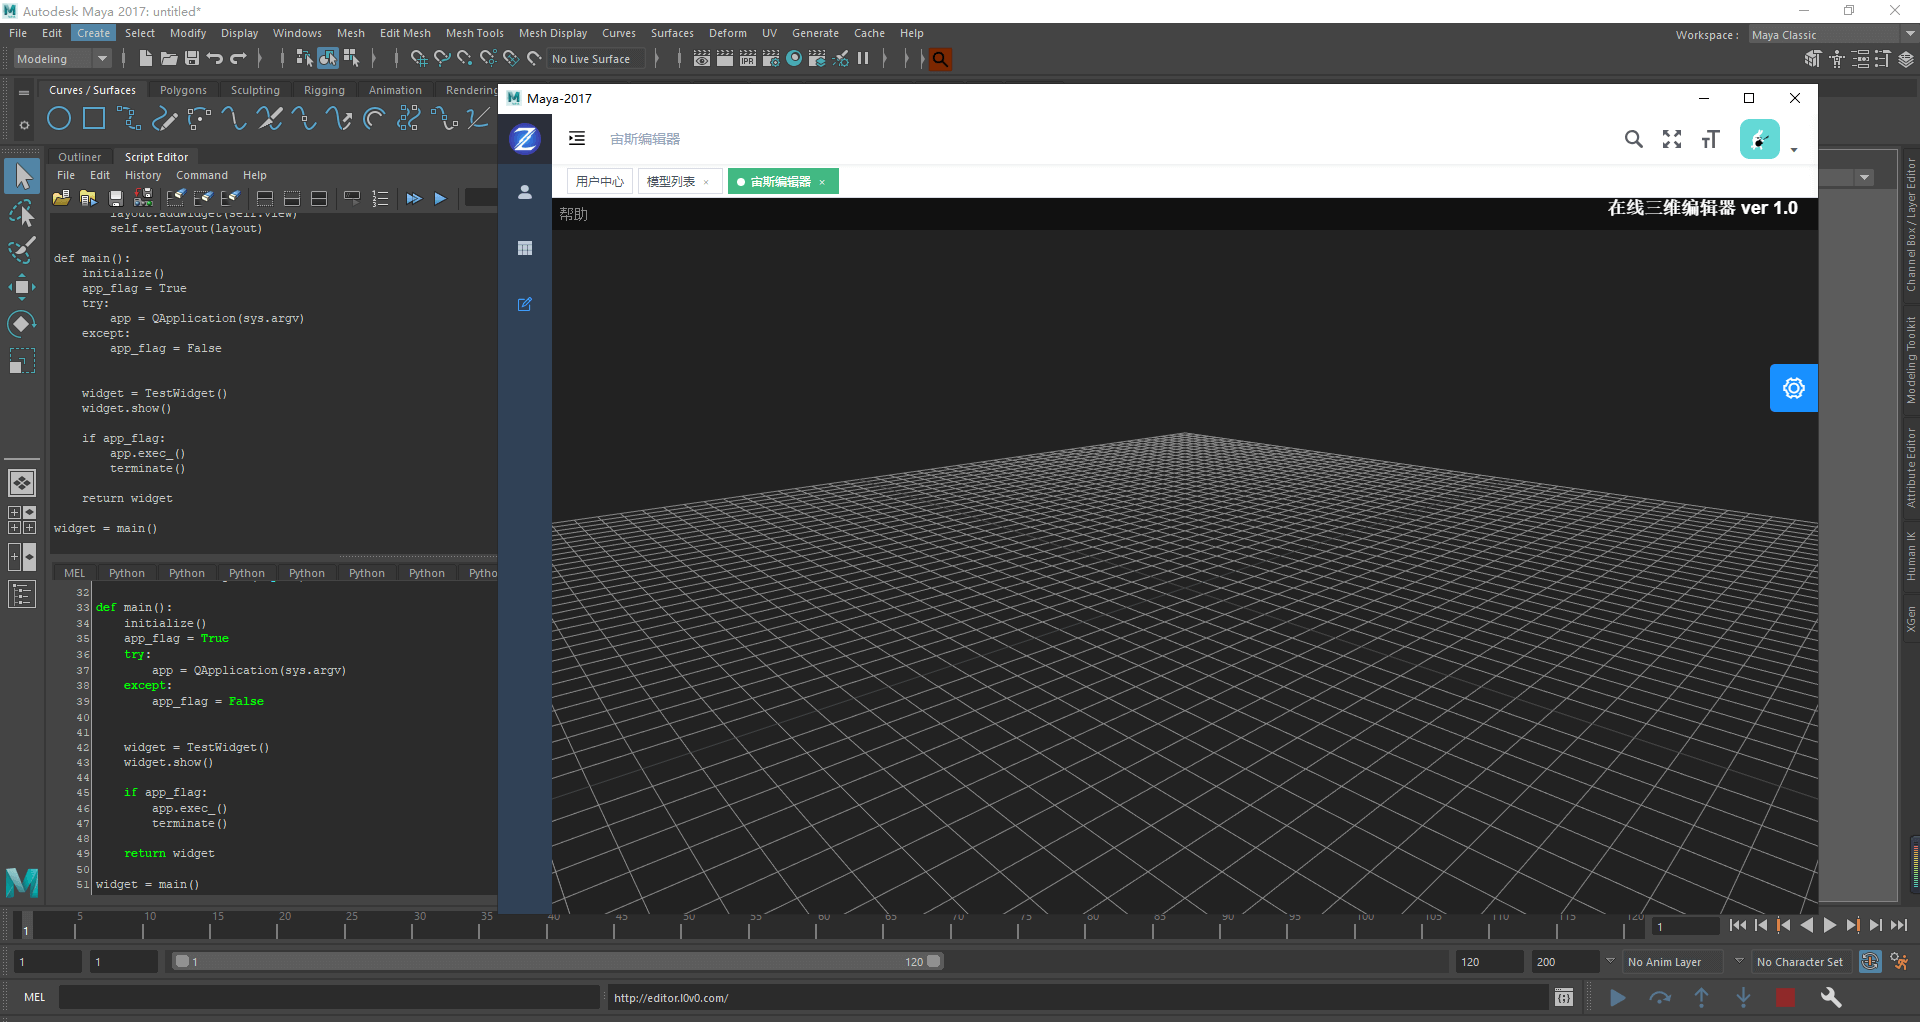 Autodesk Maya 2017: untitled*
File Edit Create Select Modify Display Windows Mesh Edit Mesh Mesh Tools Mesh Display Curves Surfaces Deform UV Generate Cache Help
Workspace : Maya Classic
Modeling
No Live Surface
IPR
Curves / Surfaces Polygons Sculpting Rigging Animation Rendering
Outliner Script Editor
File Edit History Command Help
layout.addWidget(self.view)
self.setLayout(layout)
def main():
initialize()
app_flag = True
try:
app = QApplication(sys.argv)
except:
app_flag = False
widget = TestWidget()
widget.show()
if app_flag:
app.exec_()
terminate()
return widget
widget = main()
MEL Python Python Python Python Python Python Pytho
32
33 def main():
34 initialize()
35 app_flag = True
36 try:
37 app = QApplication(sys.argv)
38 except:
39 app_flag = False
40
41
42 widget = TestWidget()
43 widget.show()
44
45 if app_flag:
46 app.exec_()
47 terminate()
48
49 return widget
50
51 widget = main()
Maya-2017
宙斯编辑器
用户中心 模型列表 × 宙斯编辑器 ×
帮助
在线三维编辑器 ver 1.0
Channel Box / Layer Editor
Modeling Toolkit
Attribute Editor
Human IK
XGen
1 5 10 15 20 25 30 35 40 45 50 55 60 65 70 75 80 85 90 95 100 105 110 115 120
1
1 1 1 120 120 200 No Anim Layer No Character Set
MEL
http://editor.l0v0.com/